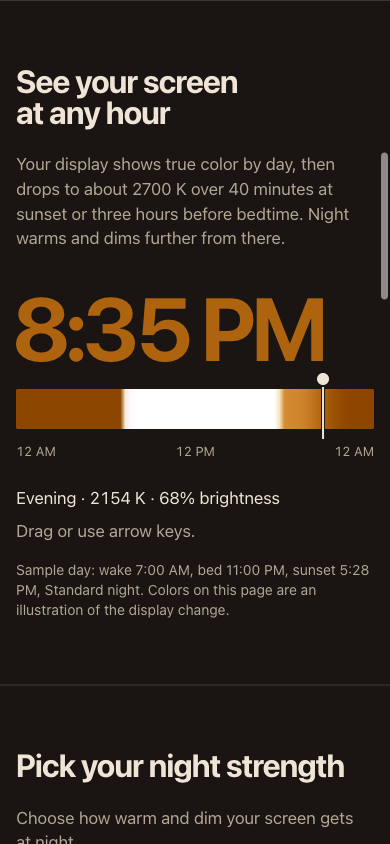 See your screen
at any hour
Your display shows true color by day, then
drops to about 2700 K over 40 minutes at
sunset or three hours before bedtime. Night
warms and dims further from there.
8:35 PM
12 AM
12 PM
12 AM
Evening · 2154 K · 68% brightness
Drag or use arrow keys.
Sample day: wake 7:00 AM, bed 11:00 PM, sunset 5:28
PM, Standard night. Colors on this page are an
illustration of the display change.
Pick your night strength
Choose how warm and dim your screen gets
at night